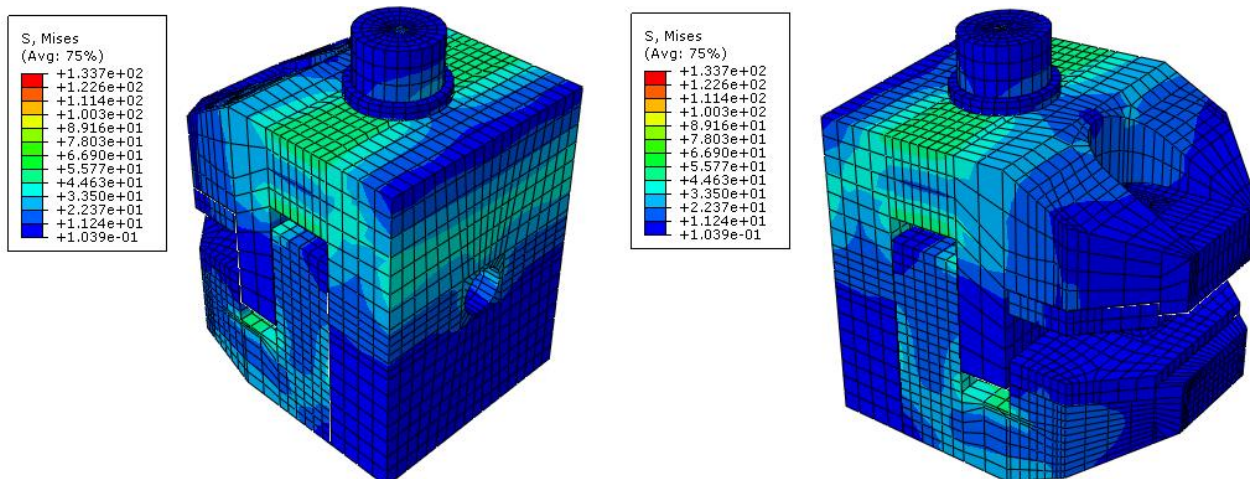 S, Mises
(Avg: 75%)
+1.337e+02
+1.226e+02
+1.114e+02
+1.003e+02
+8.916e+01
+7.803e+01
+6.690e+01
+5.577e+01
+4.463e+01
+3.350e+01
+2.237e+01
+1.124e+01
+1.039e-01
S, Mises
(Avg: 75%)
+1.337e+02
+1.226e+02
+1.114e+02
+1.003e+02
+8.916e+01
+7.803e+01
+6.690e+01
+5.577e+01
+4.463e+01
+3.350e+01
+2.237e+01
+1.124e+01
+1.039e-01